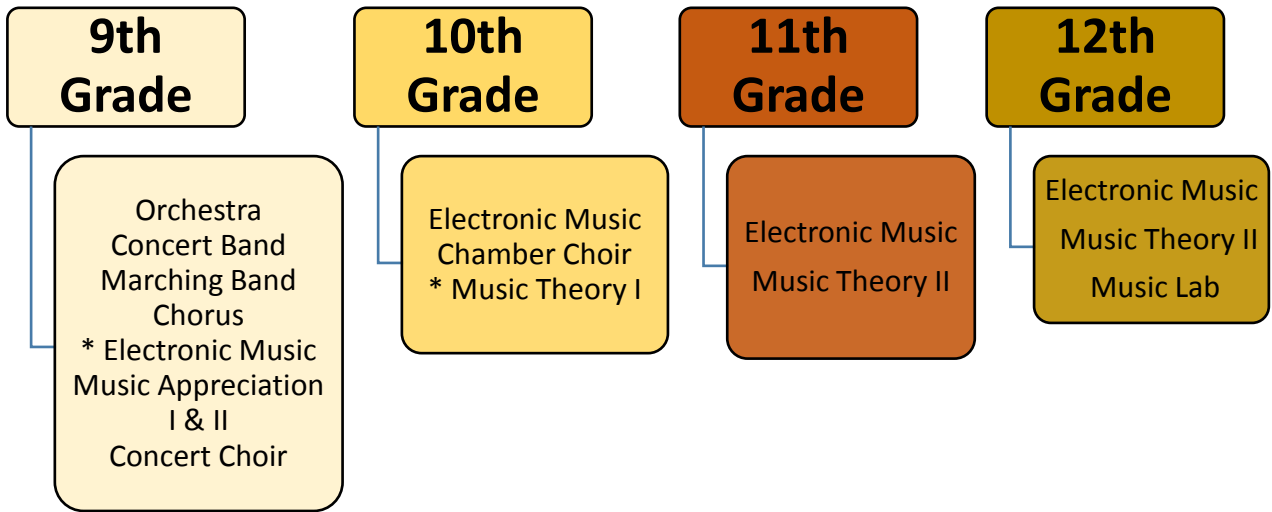 9th
Grade
Orchestra
Concert Band
Marching Band
Chorus
* Electronic Music
Music Appreciation
I & II
Concert Choir
10th
Grade
Electronic Music
Chamber Choir
* Music Theory I
11th
Grade
Electronic Music
Music Theory II
12th
Grade
Electronic Music
Music Theory II
Music Lab